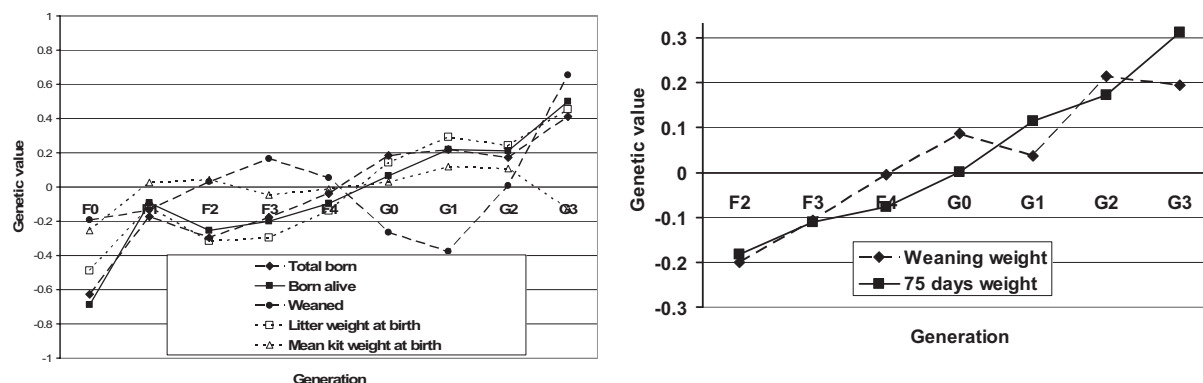 1
0.8
0.6
0.4
0.2
0
-0.2
-0.4
-0.6
-0.8
-1
Genetic value
F0
F2
F3
F4
G0
G1
G2
G3
Total born
Born alive
Weaned
Litter weight at birth
Mean kit weight at birth
Generation
0.3
0.2
0.1
0
-0.1
-0.2
-0.3
Genetic value
F2
F3
F4
G0
G1
G2
G3
Weaning weight
75 days weight
Generation